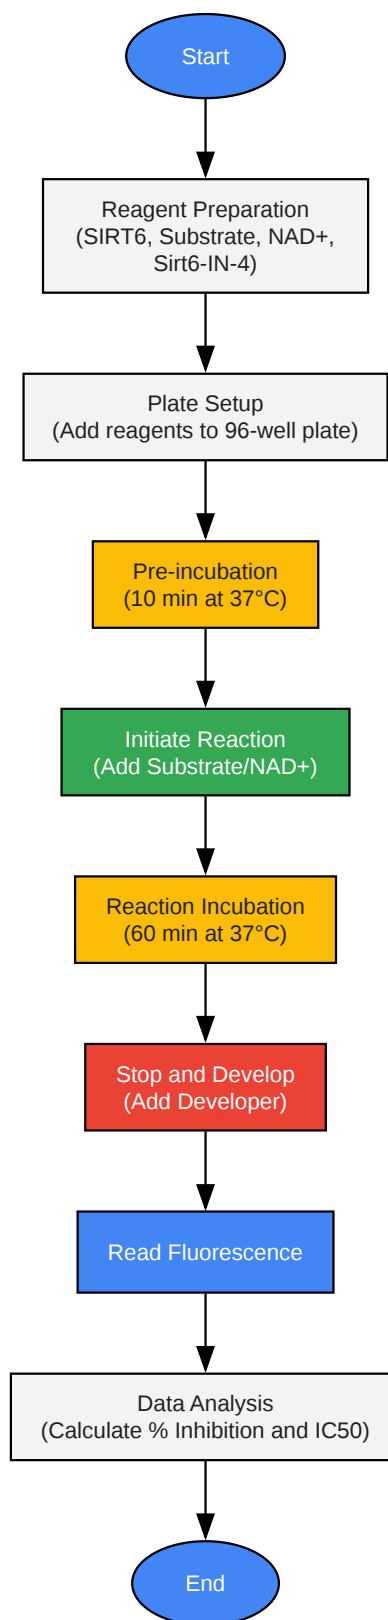 Start
Reagent Preparation
(SIRT6, Substrate, NAD+,
Sirt6-IN-4)
Plate Setup
(Add reagents to 96-well plate)
Pre-incubation
(10 min at 37°C)
Initiate Reaction
(Add Substrate/NAD+)
Reaction Incubation
(60 min at 37°C)
Stop and Develop
(Add Developer)
Read Fluorescence
Data Analysis
(Calculate % Inhibition and IC50)
End